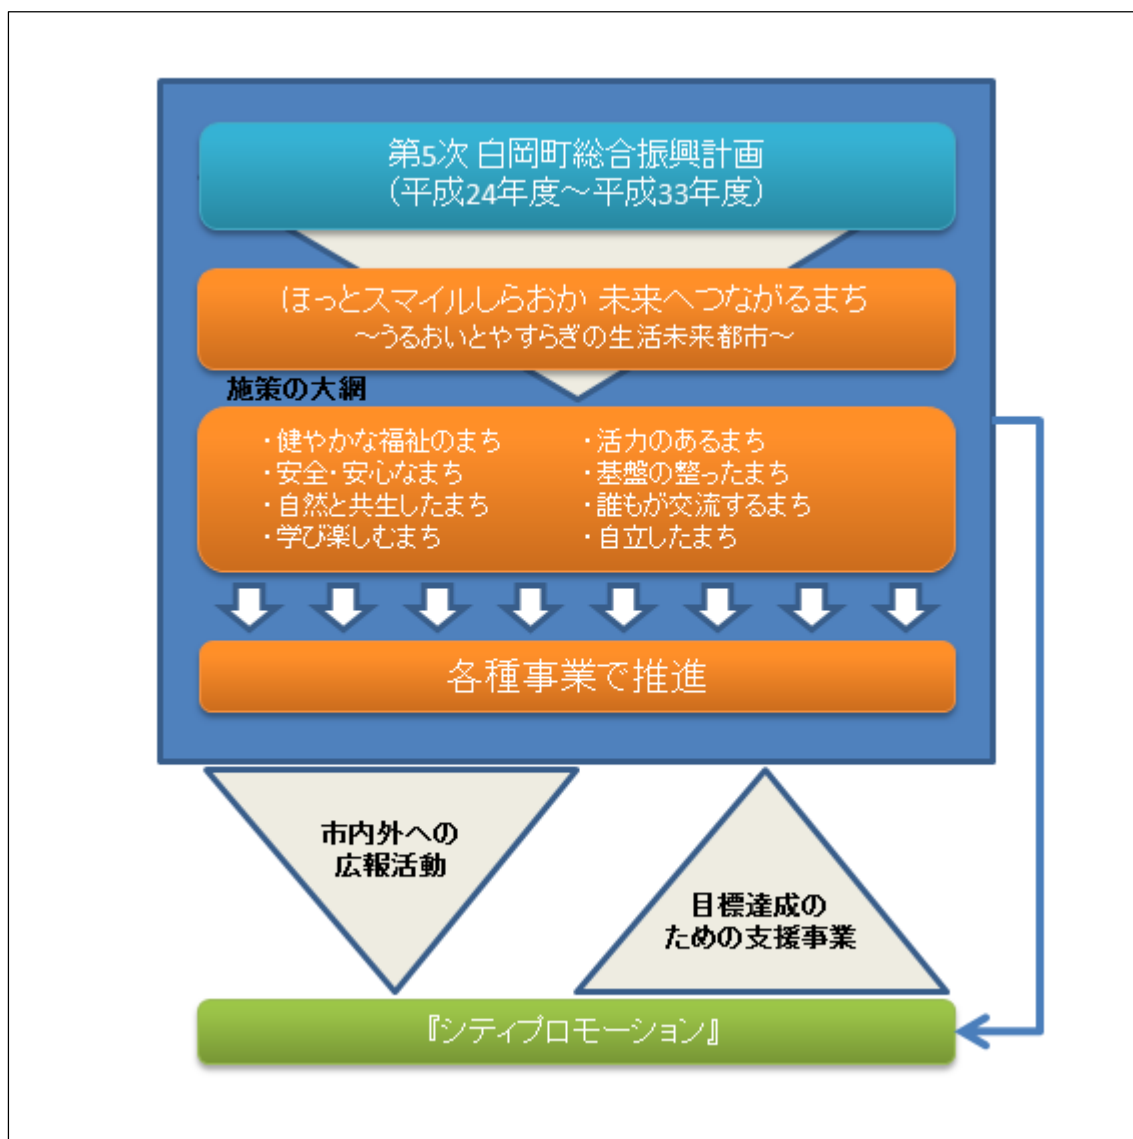 第5次 白岡町総合振興計画
（平成24年度～平成33年度）
ほっとスマイルしらおか 未来へつながるまち
～うるおいとやすらぎの生活未来都市～
施策の大綱
・健やかな福祉のまち
・安全・安心なまち
・自然と共生したまち
・学び楽しむまち
・活力のあるまち
・基盤の整ったまち
・誰もが交流するまち
・自立したまち
各種事業で推進
市内外への
広報活動
目標達成の
ための支援事業
『シティプロモーション』